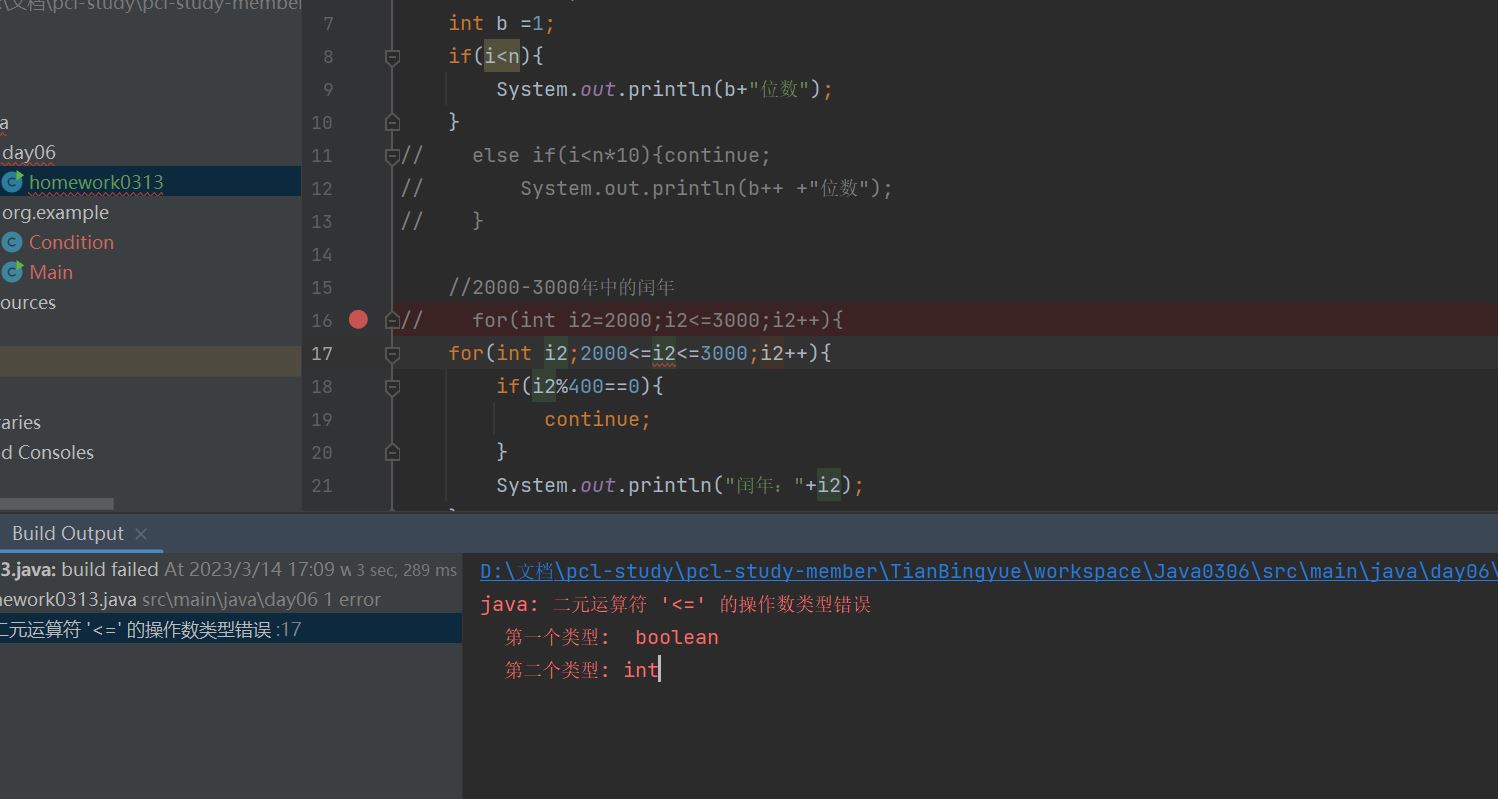 :\文档\pcl-study\pcl-study-member
a
day06
homework0313
org.example
Condition
Main
ources
raries
d Consoles
7 int b =1;
8 if(i<n){
9 System.out.println(b+"位数");
10 }
11 // else if(i<n*10){continue;
12 // System.out.println(b++ +"位数");
13 // }
14
15 //2000-3000年中的闰年
16 // for(int i2=2000;i2<=3000;i2++){
17 for(int i2;2000<=i2<=3000;i2++){
18 if(i2%400==0){
19 continue;
20 }
21 System.out.println("闰年："+i2);
Build Output
3.java: build failed At 2023/3/14 17:09 3 sec, 289 ms
ework0313.java src\main\java\day06 1 error
二元运算符 '<=' 的操作数类型错误 :17
D:\文档\pcl-study\pcl-study-member\TianBingyue\workspace\Java0306\src\main\java\day06\
java: 二元运算符 '<=' 的操作数类型错误
第一个类型: boolean
第二个类型: int